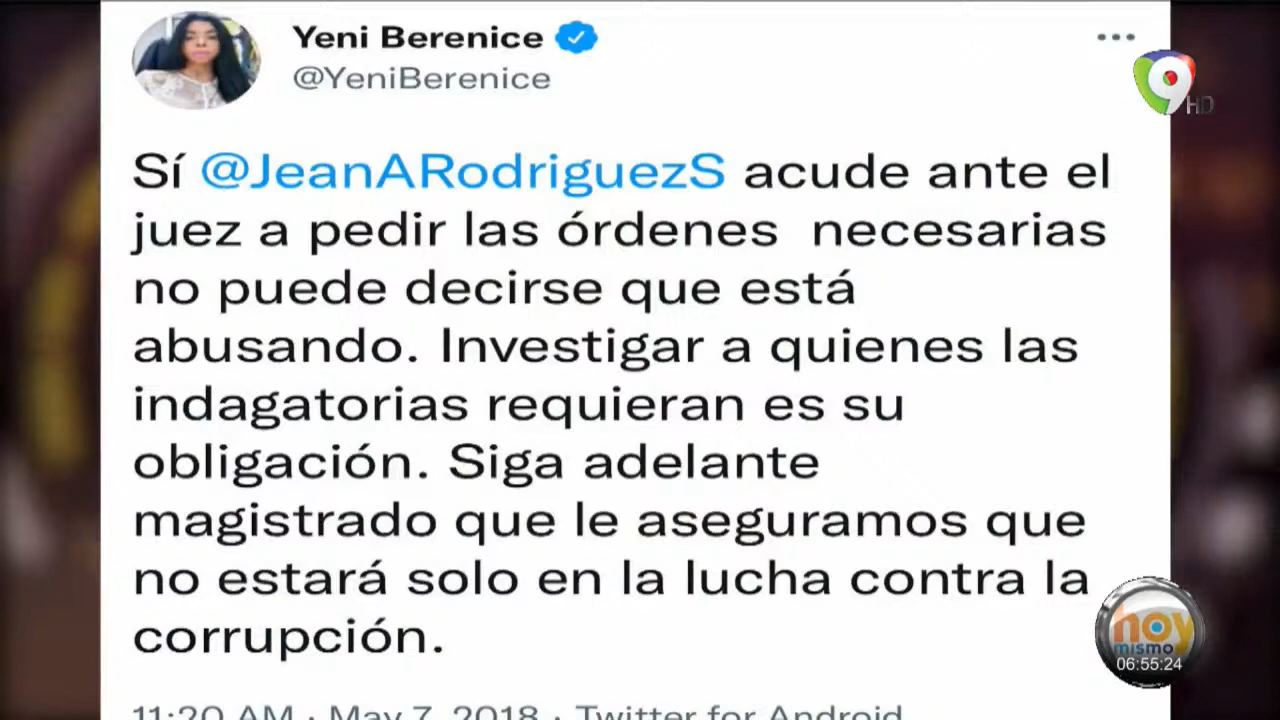 Yeni Berenice
@YeniBerenice
9
HD
Sí @JeanARodriguezS acude ante el
juez a pedir las órdenes necesarias
no puede decirse que está
abusando. Investigar a quienes las
indagatorias requieran es su
obligación. Siga adelante
magistrado que le aseguramos que
no estará solo en la lucha contra la
corrupción.
hoy
mismo
06:55:24
11:20 AM · May 7, 2018 · Twitter for Android